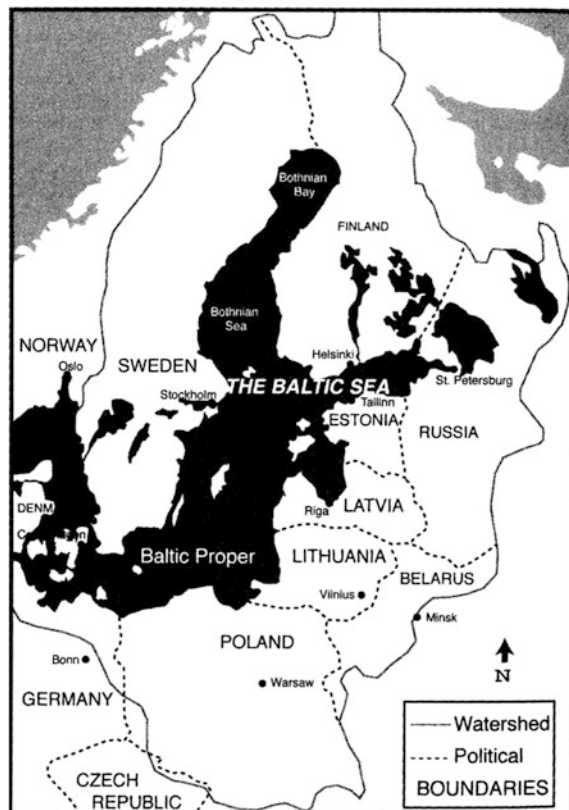 Bothnian
Bay
FINLAND
Bothnian
Sea
NORWAY
Oslo
SWEDEN
Helsinki
THE BALTIC SEA
Stockholm
St. Petersburg
Tallinn
ESTONIA
RUSSIA
DENM
Riga
LATVIA
Baltic Proper
LITHUANIA
BELARUS
Vilnius
Minsk
POLAND
Bonn
Warsaw
N
GERMANY
CZECH
REPUBLIC
Watershed
Political
BOUNDARIES